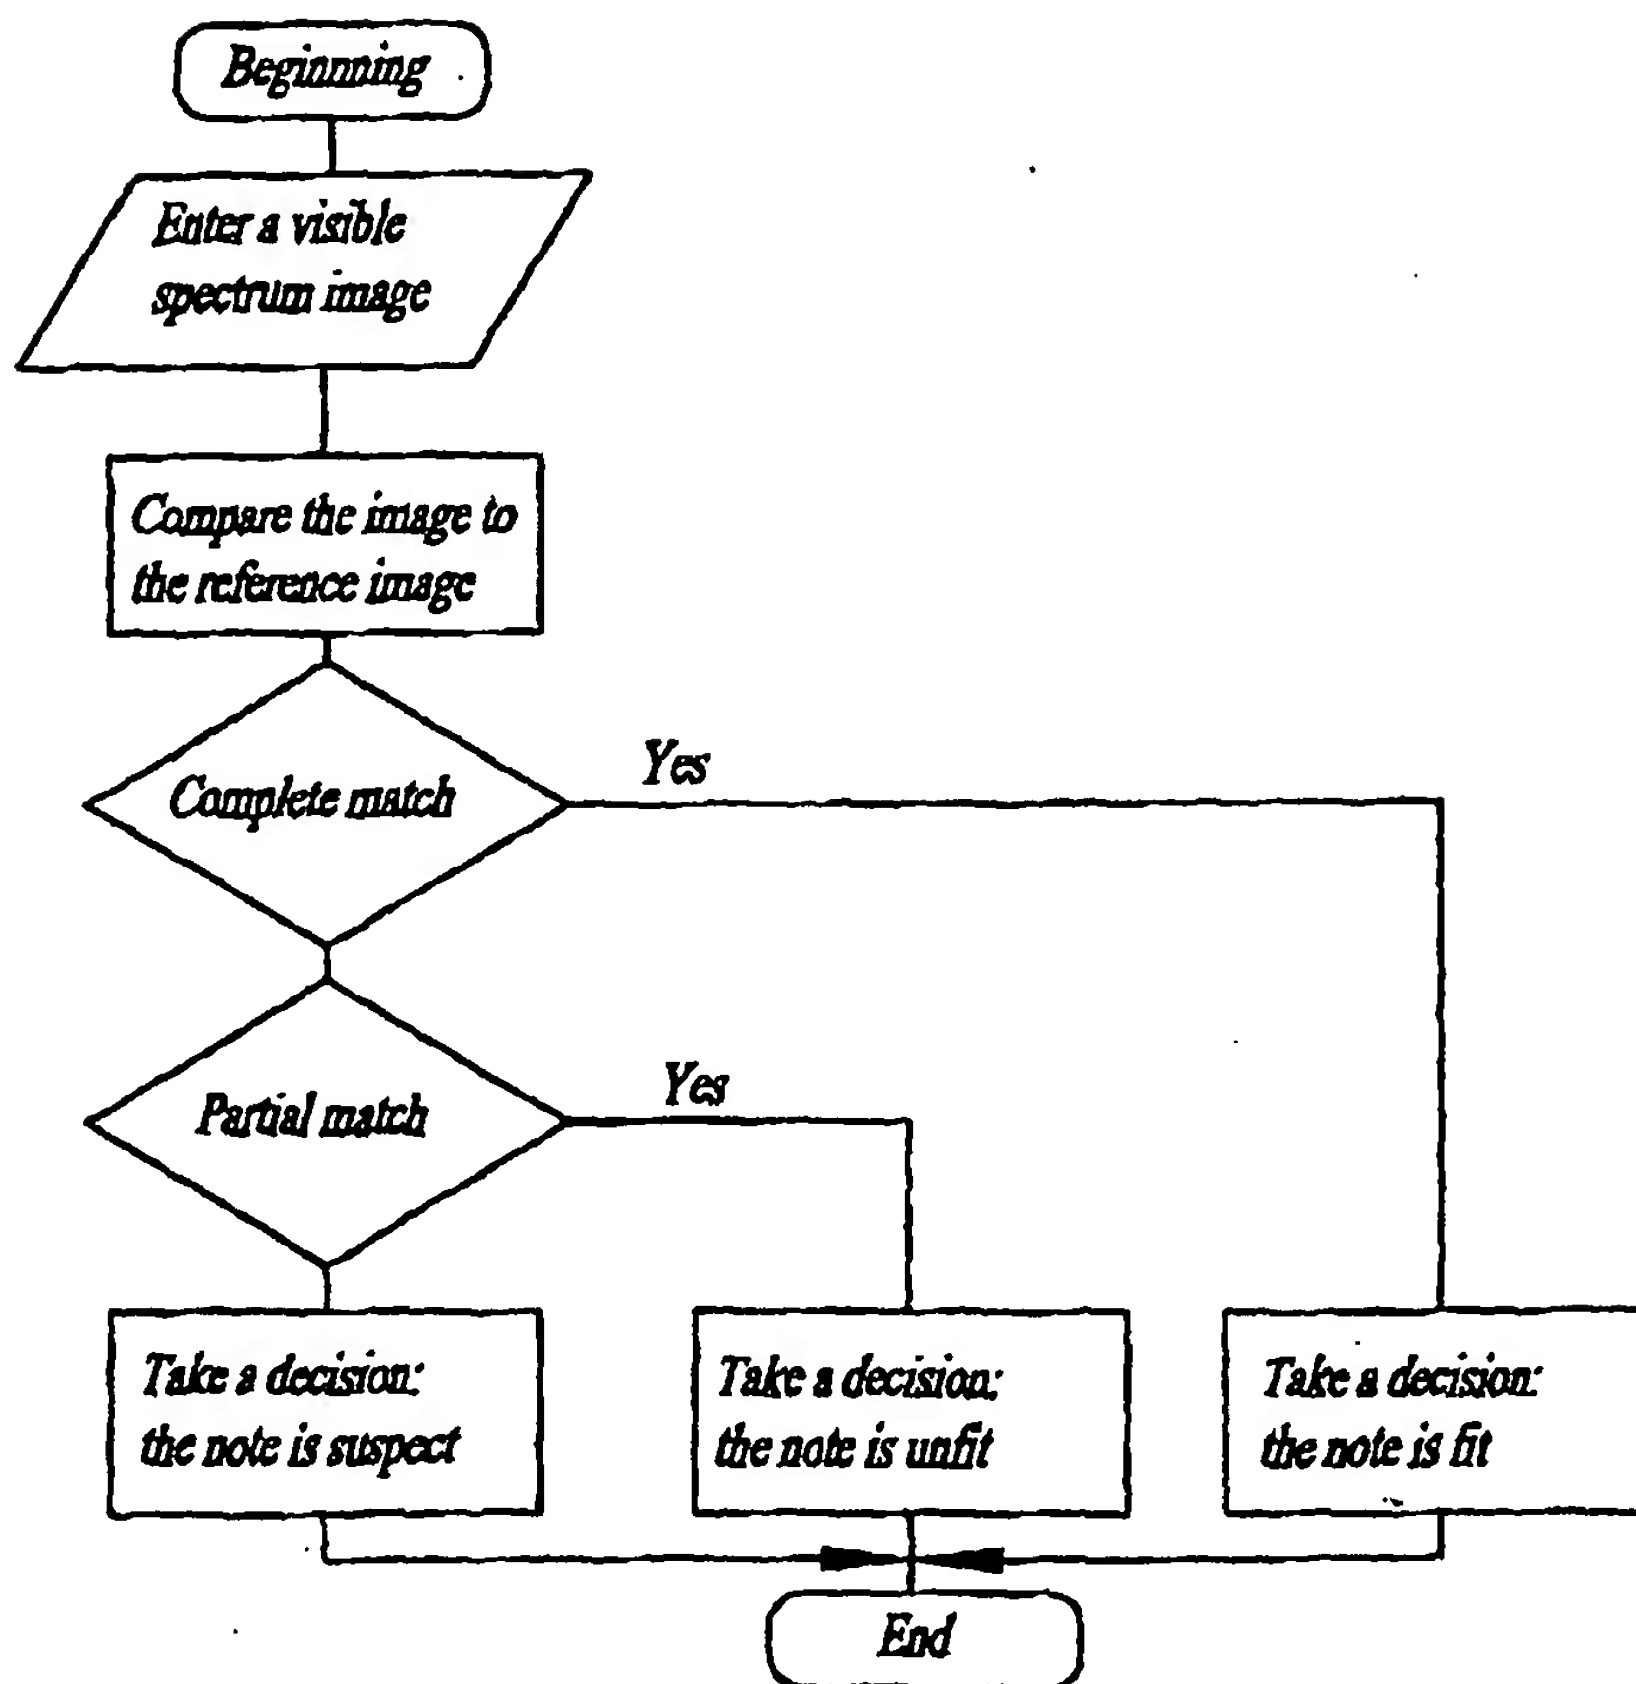 Beginnning
Enter a visible
spectrum image
Compare the image to
the reference image
Complete match
Yes
Partial match
Yes
Take a decision:
the note is suspect
Take a decision:
the note is unfit
Take a decision:
the note is fit
End